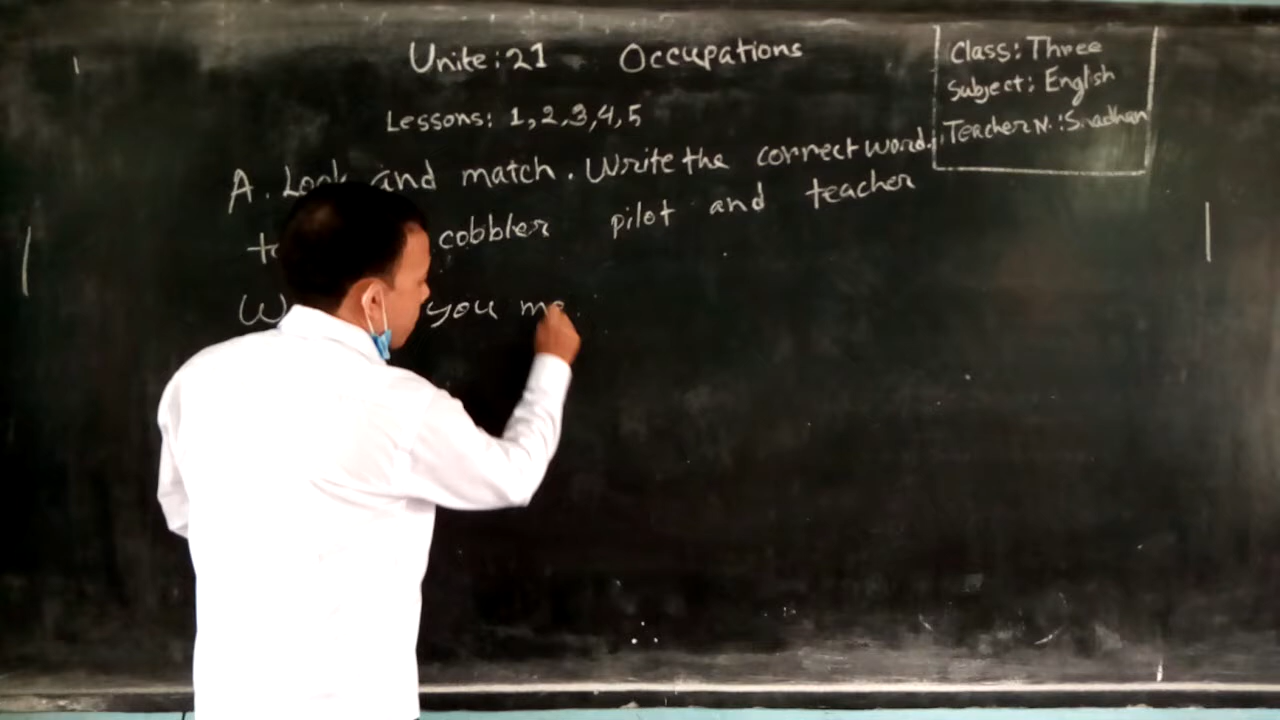 Unite: 21 Occupations
Lessons: 1,2,3,4,5
A. Look and match. Write the correct word.
cobbler pilot and teacher
you
Class: Three
Subject: English
Teacher N.: